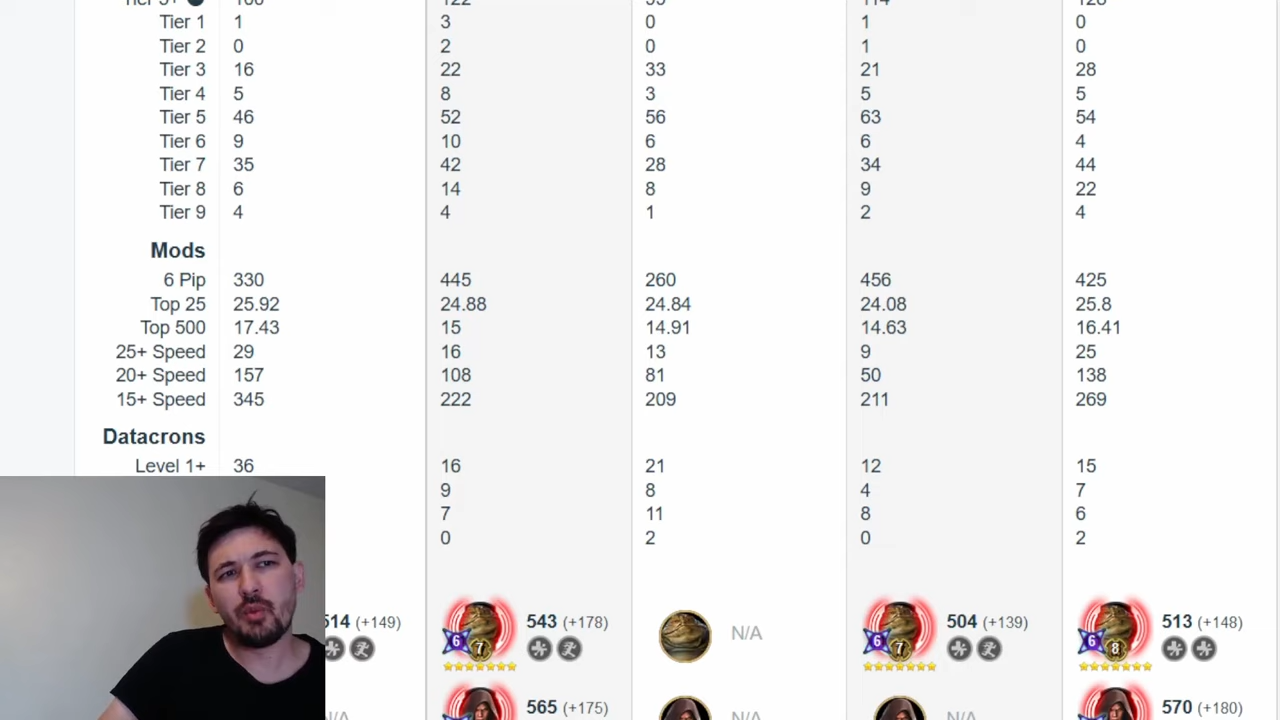 Tier 1 1 3 0 1 0
Tier 2 0 2 0 1 0
Tier 3 16 22 33 21 28
Tier 4 5 8 3 5 5
Tier 5 46 52 56 63 54
Tier 6 9 10 6 6 4
Tier 7 35 42 28 34 44
Tier 8 6 14 8 9 22
Tier 9 4 4 1 2 4
Mods
6 Pip 330 445 260 456 425
Top 25 25.92 24.88 24.84 24.08 25.8
Top 500 17.43 15 14.91 14.63 16.41
25+ Speed 29 16 13 9 25
20+ Speed 157 108 81 50 138
15+ Speed 345 222 209 211 269
Datacrons
Level 1+ 36 16 21 12 15
9 8 4 7
7 11 8 6
0 2 0 2
514 (+149) 6 7 543 (+178) N/A 6 7 504 (+139) 6 8 513 (+148)
N/A 565 (+175) N/A N/A 570 (+180)